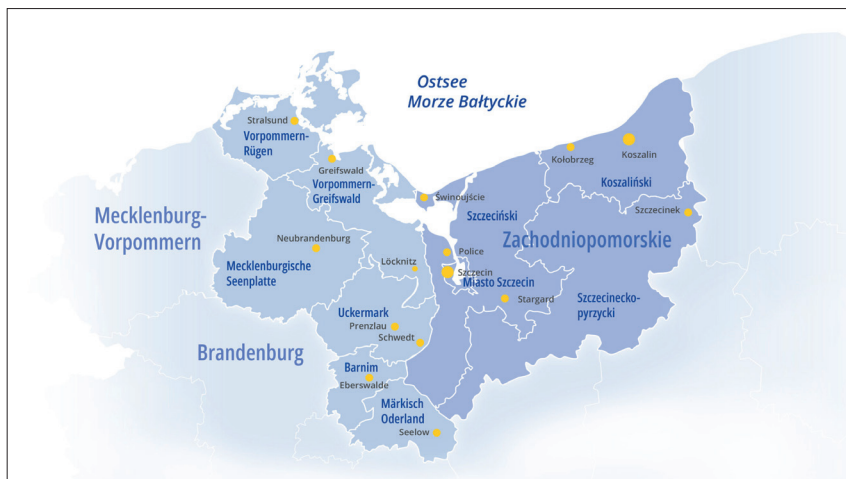 Ostsee
Morze Bałtyckie
Stralsund
Vorpommern-
Rügen
Greifswald
Vorpommern-
Greifswald
Kołobrzeg
Koszalin
Koszaliński
Świnoujście
Szczeciński
Szczecinek
Mecklenburg-
Vorpommern
Neubrandenburg
Mecklenburgische
Seenplatte
Löcknitz
Police
Szczecin
Miasto Szczecin
Zachodniopomorskie
Stargard
Szczecinecko-
pyrzycki
Uckermark
Prenzlau
Schwedt
Brandenburg
Barnim
Eberswalde
Märkisch
Oderland
Seelow